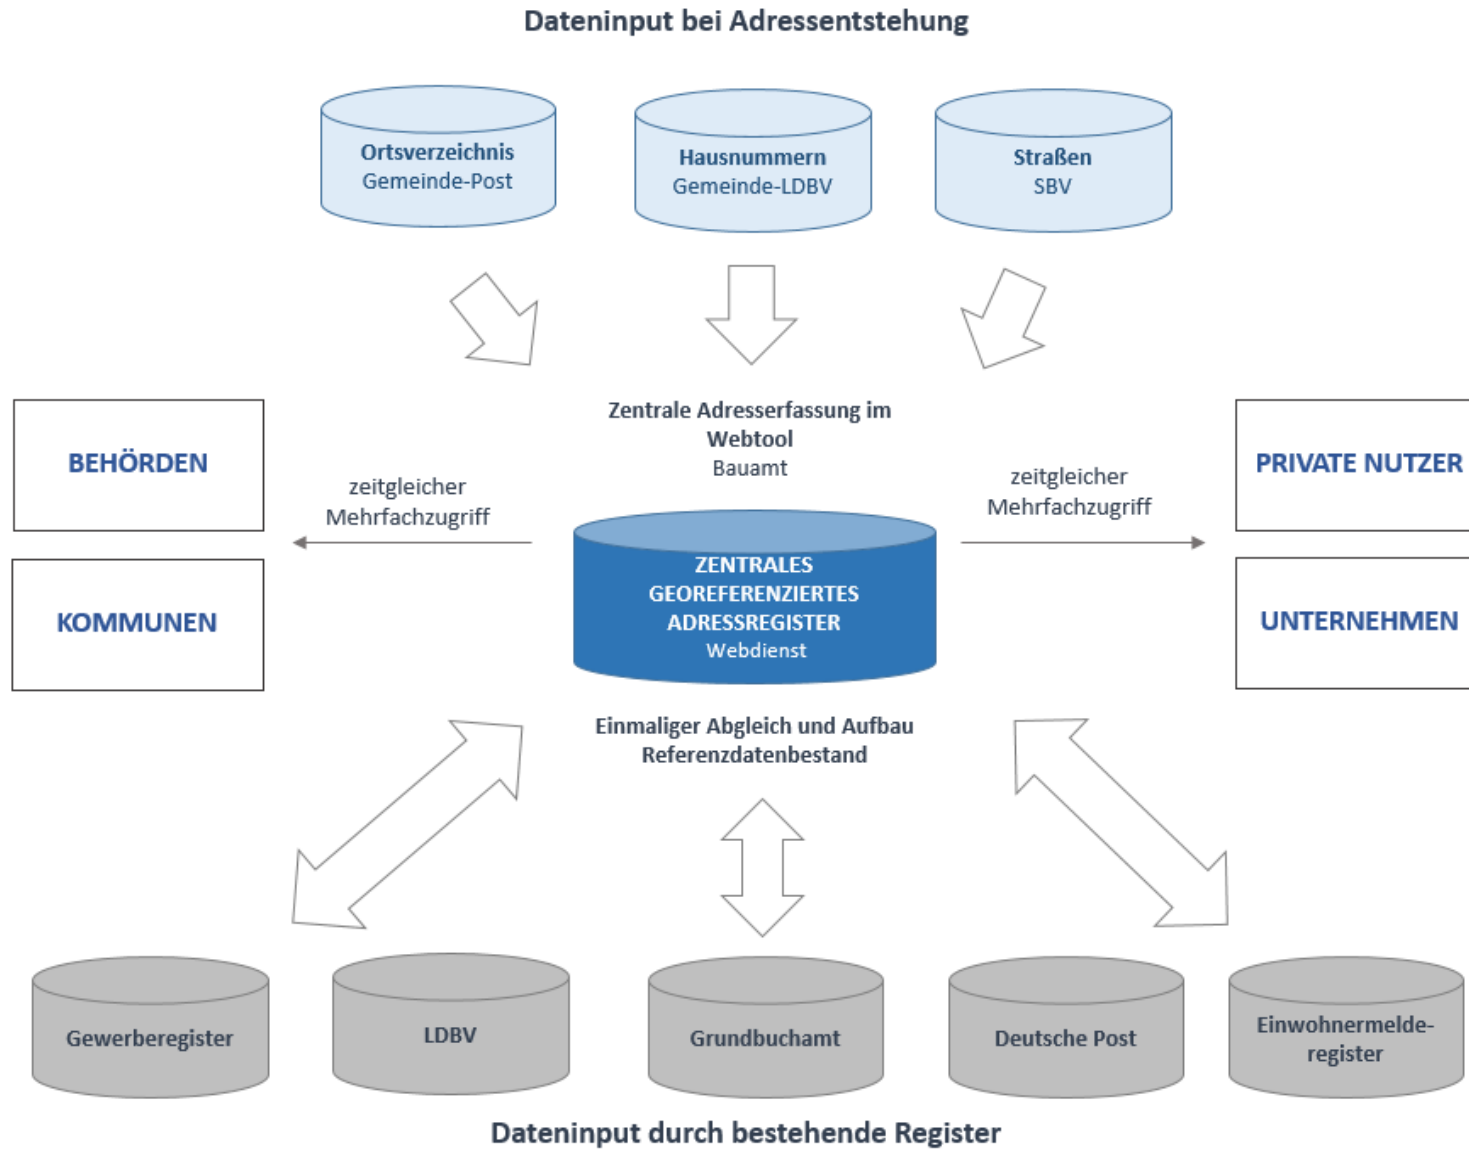 Dateninput bei Adressentstehung
Ortsverzeichnis
Gemeinde-Post
Hausnummern
Gemeinde-LDBV
Straßen
SBV
Zentrale Adresserfassung im
Webtool
Bauamt
BEHÖRDEN
KOMMUNEN
zeitgleicher
Mehrfachzugriff
ZENTRALES
GEOREFERENZIERTES
ADRESSREGISTER
Webdienst
zeitgleicher
Mehrfachzugriff
PRIVATE NUTZER
UNTERNEHMEN
Einmaliger Abgleich und Aufbau
Referenzdatenbestand
Gewerberegister
LDBV
Grundbuchamt
Deutsche Post
Einwohnermelde-
register
Dateninput durch bestehende Register